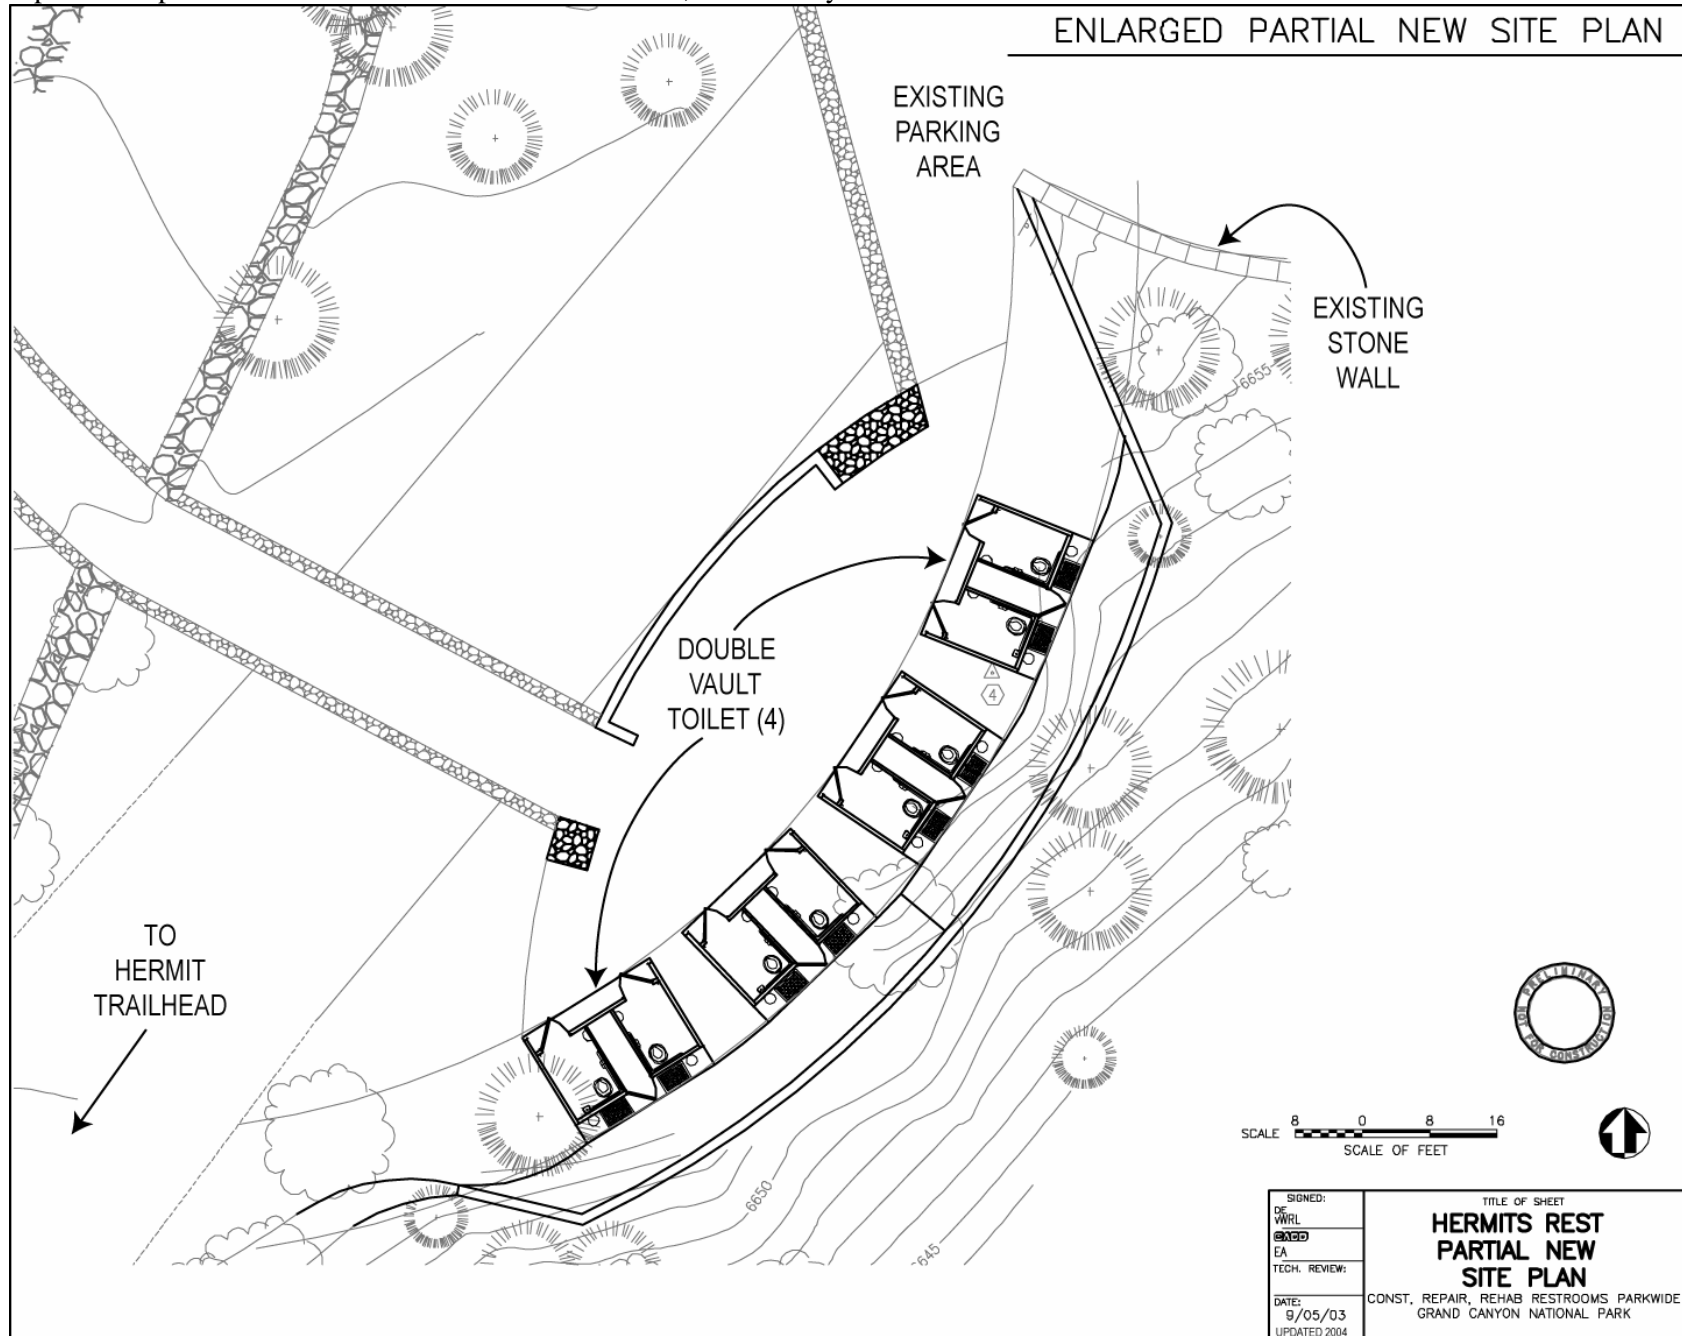 ENLARGED PARTIAL NEW SITE PLAN
EXISTING
PARKING
AREA
EXISTING
STONE
WALL
6655
DOUBLE
VAULT
TOILET (4)
4
TO
HERMIT
TRAILHEAD
PRELIMINARY
NOT FOR CONSTRUCTION
SCALE 8 0 8 16
SCALE OF FEET
6650
6645
SIGNED:
DE
WRL
CADD
EA
TECH. REVIEW:
DATE:
9/05/03
UPDATED 2004
TITLE OF SHEET
HERMITS REST
PARTIAL NEW
SITE PLAN
CONST, REPAIR, REHAB RESTROOMS PARKWIDE
GRAND CANYON NATIONAL PARK